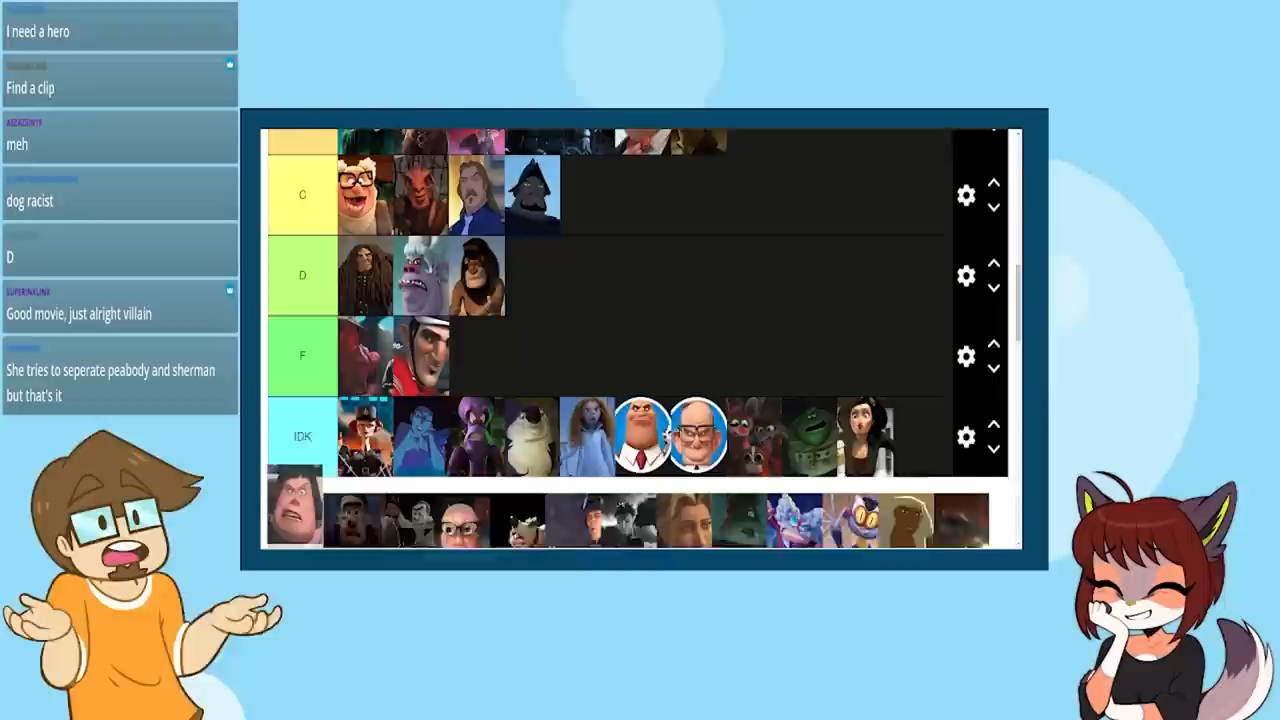 I need a hero
Find a clip
ASSASSIN19
meh
dog racist
D
SUPERINKLINK
Good movie, just alright villain
She tries to seperate peabody and sherman
but that's it
C
D
F
IDK